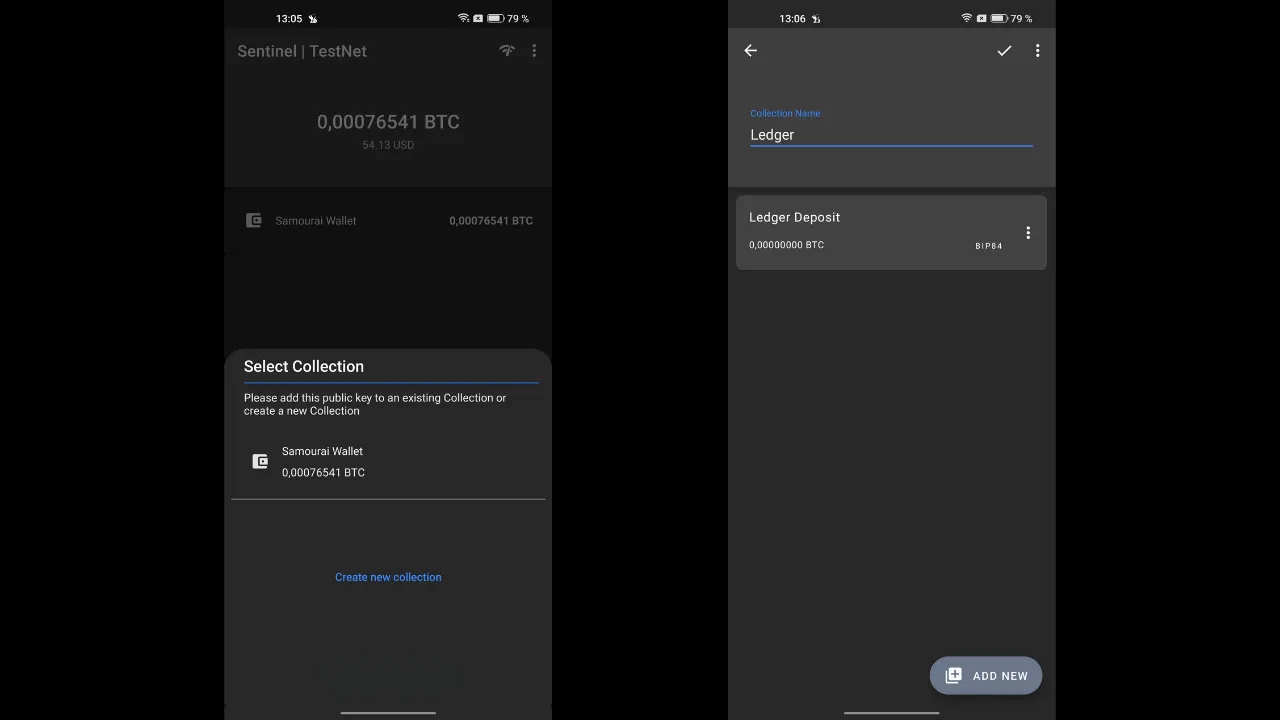 13:05
79 %
Sentinel | TestNet
0,00076541 BTC
54.13 USD
Samourai Wallet
0,00076541 BTC
Select Collection
Please add this public key to an existing Collection or
create a new Collection
Samourai Wallet
0,00076541 BTC
Create new collection
13:06
79 %
Collection Name
Ledger
Ledger Deposit
0,00000000 BTC
BIP84
ADD NEW